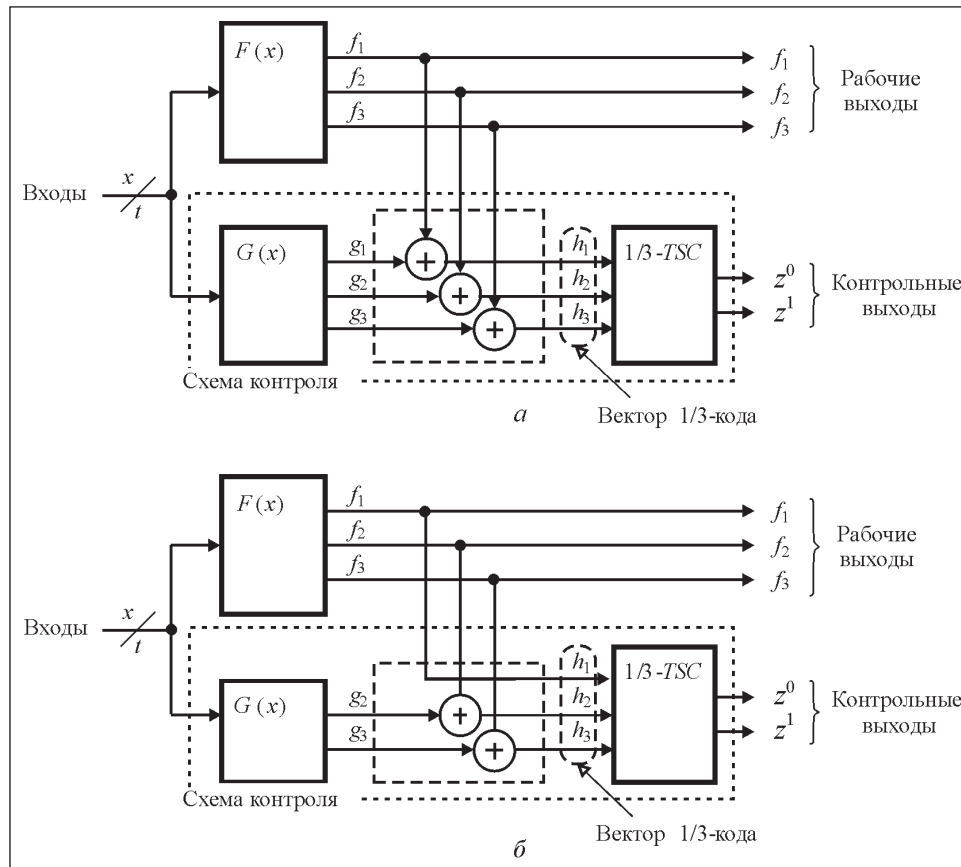 F(x)
f₁
f₂
f₃
f₁
f₂
f₃
Рабочие
выходы
Входы
x
t
G(x)
g₁
g₂
g₃
+
+
+
h₁
h₂
h₃
1/3-TSC
z⁰
z¹
Контрольные
выходы
Схема контроля
а
Вектор 1/3-кода
F(x)
f₁
f₂
f₃
f₁
f₂
f₃
Рабочие
выходы
Входы
x
t
G(x)
g₂
g₃
+
+
h₁
h₂
h₃
1/3-TSC
z⁰
z¹
Контрольные
выходы
Схема контроля
Вектор 1/3-кода
б